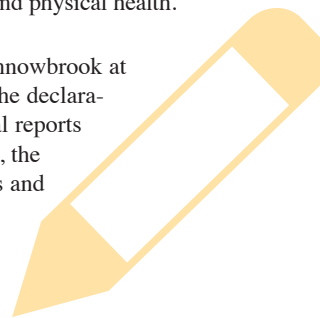 nd physical health.
nnowbrook at
he declara-
l reports
, the
s and